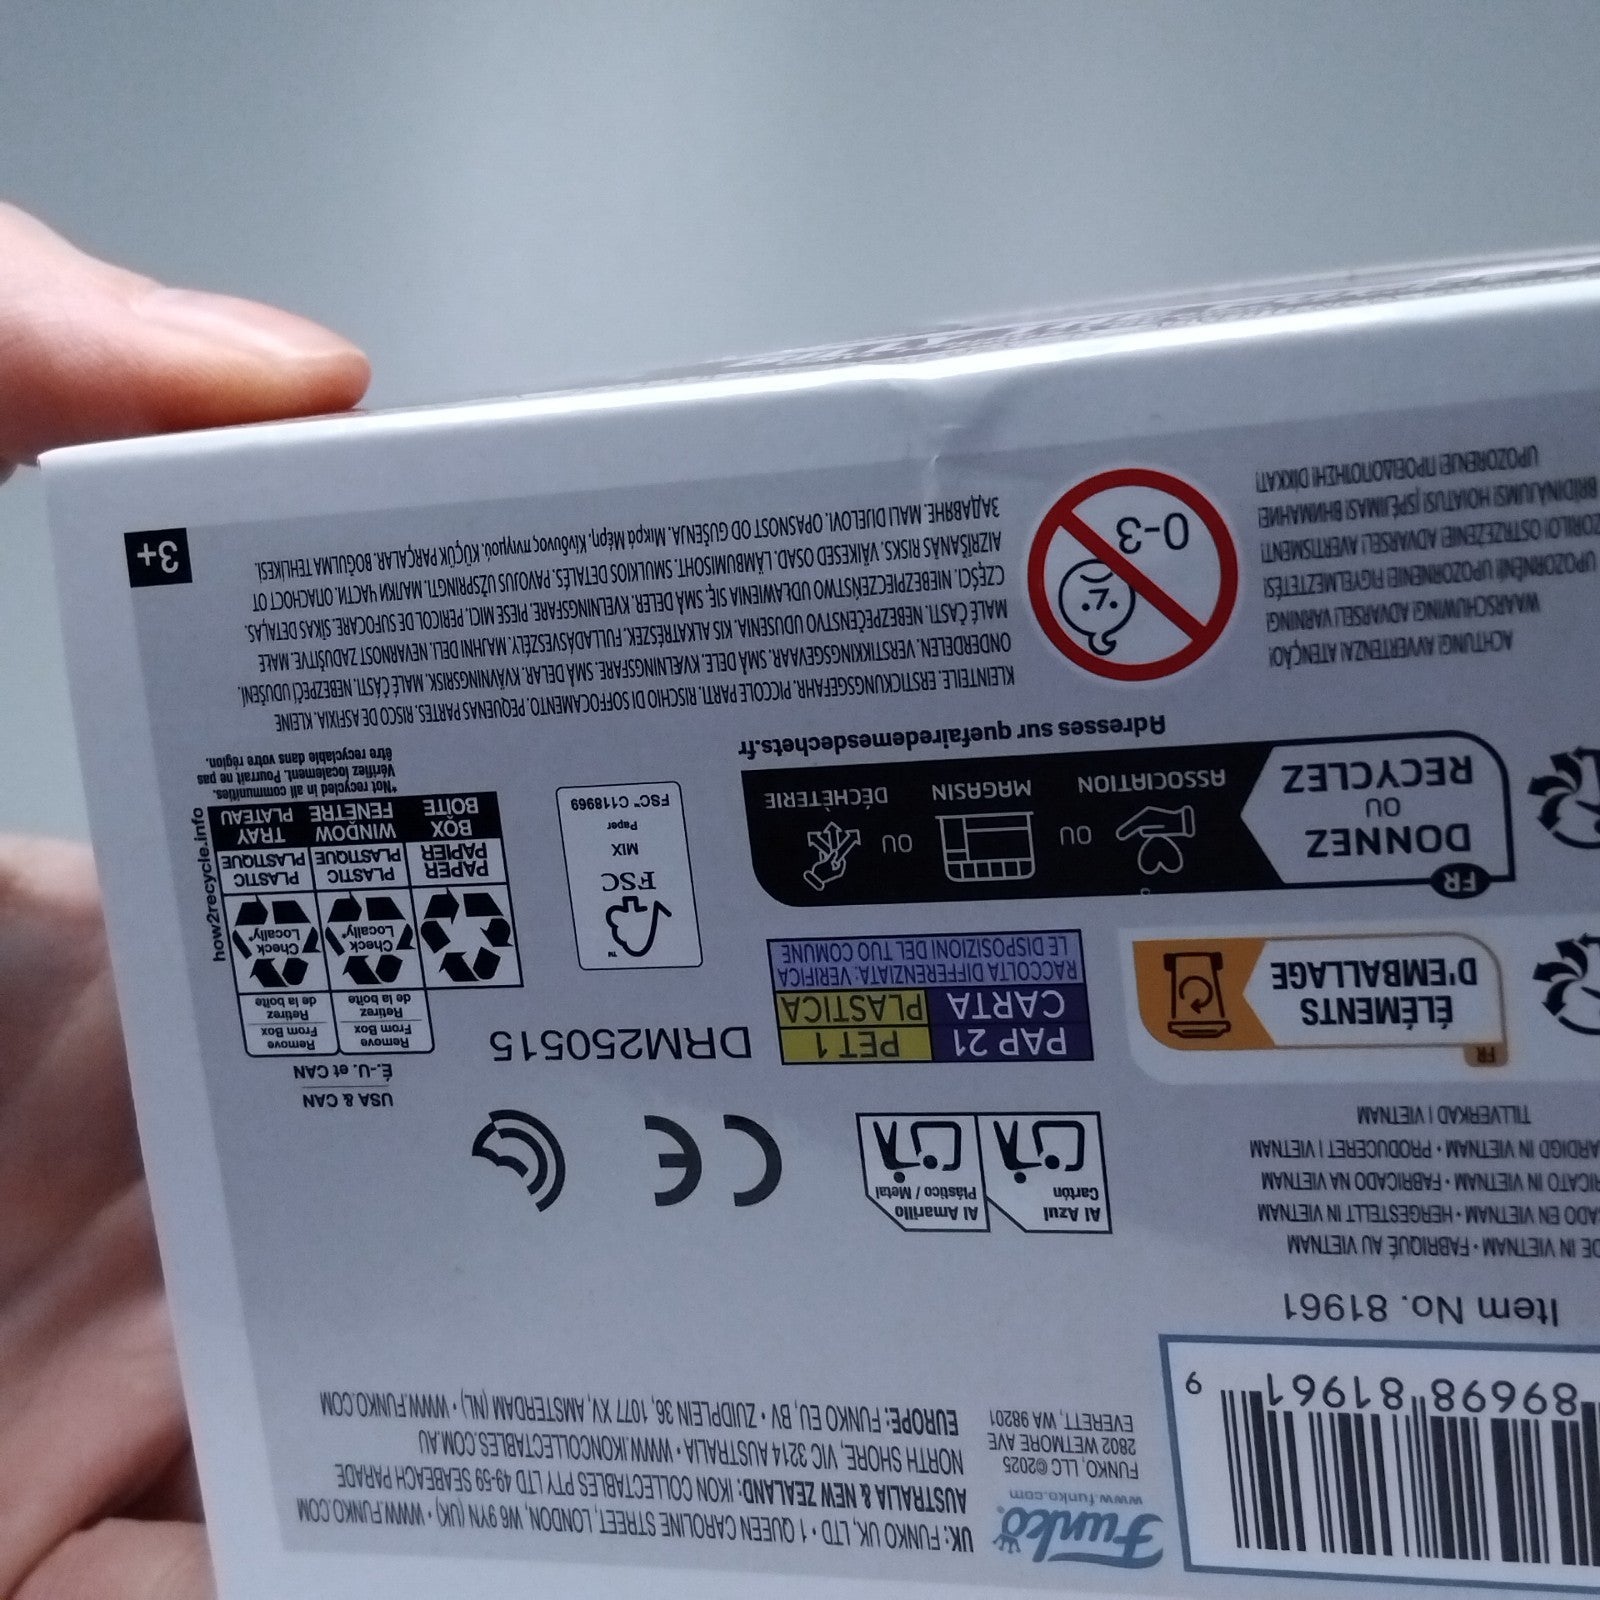 Funko
www.funko.com
FUNKO, LLC ©2025
2802 WETMORE AVE
EVERETT, WA 98201
UK: FUNKO UK, LTD • 1 QUEEN CAROLINE STREET, LONDON, W6 9YN (UK) • WWW.FUNKO.COM
AUSTRALIA & NEW ZEALAND: IKON COLLECTABLES PTY LTD 49-59 SEABEACH PARADE
NORTH SHORE, VIC 3214 AUSTRALIA • WWW.IKONCOLLECTABLES.COM.AU
EUROPE: FUNKO EU, BV • ZUIDPLEIN 36, 1077 XV, AMSTERDAM (NL) • WWW.FUNKO.COM
89698 81961 9
Item No. 81961
DE IN VIETNAM • FABRIQUÉ AU VIETNAM
CADO EN VIETNAM • HERGESTELLT IN VIETNAM
RICATO IN VIETNAM • FABRICADO NA VIETNAM
ARDIGD IN VIETNAM • PRODUCERET I VIETNAM
TILLVERKAD I VIETNAM
Al Azul
Cartón
Al Amarillo
Plástico / Metal
CE
USA & CAN
É.-U. et CAN
Remove
From Box
Retirez
de la boîte
Remove
From Box
Retirez
de la boîte
Check
Locally*
Check
Locally*
PAPER
PAPIER
PLASTIC
PLASTIQUE
PLASTIC
PLASTIQUE
BOX
BOÎTE
WINDOW
FENÊTRE
TRAY
PLATEAU
how2recycle.info
*Not recycled in all communities.
Vérifiez localement. Pourrait ne pas
être recyclable dans votre région.
DRM250515
PAP 21
CARTA
PET 1
PLASTICA
RACCOLTA DIFFERENZIATA: VERIFICA
LE DISPOSIZIONI DEL TUO COMUNE
FR
ÉLÉMENTS
D'EMBALLAGE
FSC™
MIX
Paper
FSC™ C118969
FR
DONNEZ
OU
RECYCLEZ
ASSOCIATION
OU
MAGASIN
OU
DÉCHÈTERIE
Adresses sur quefairedemesdechets.fr
ACHTUNG! AVVERTENZA! ATENÇÃO!
WAARSCHUWING! ADVARSEL! VARNING!
UPOZORNĚNÍ! UPOZORNENIE! FIGYELMEZTETÉS!
ZORILO! OSTRZEŻENIE! ADVARSEL! AVERTISMENT!
BRĪDINĀJUMS! HOIATUS! ĮSPĖJIMAS! ВНИМАНИЕ!
UPOZORENJE! ΠΡΟΕΙΔΟΠΟΙΗΣΗ! DİKKAT!
0-3
KLEINTEILE. ERSTICKUNGSGEFAHR. PICCOLE PARTI. RISCHIO DI SOFFOCAMENTO. PEQUENAS PARTES. RISCO DE ASFIXIA. KLEINE
ONDERDELEN. VERSTIKKINGSGEVAAR. SMÅ DELE. KVÆLNINGSFARE. SMÅ DELAR. KVÄVNINGSRISK. MALÉ ČÁSTI. NEBEZPEČÍ UDUŠENÍ.
MALÉ ČASTI. NEBEZPEČENSTVO UDUSENIA. KIS ALKATRÉSZEK. FULLADÁSVESZÉLY. MAJHNI DELI. NEVARNOST ZADUŠITVE. MAŁE
CZĘŚCI. NIEBEZPIECZEŃSTWO UDŁAWIENIA SIĘ. SMÅ DELER. KVELNINGSFARE. PIESE MICI. PERICOL DE SUFOCARE. SĪKAS DETAĻAS.
AIZRĪŠANĀS RISKS. VÄIKESED OSAD. LÄMBUMISOHT. SMULKIOS DETALĖS. PAVOJUS UŽSPRINGTI. МАЛКИ ЧАСТИ. ОПАСНОСТ ОТ
ЗАДАВЯНЕ. MALI DIJELOVI. OPASNOST OD GUŠENJA. Μικρά Μέρη. Κίνδυνος πνιγμού. KÜÇÜK PARÇALAR. BOĞULMA TEHLİKESİ.
3+